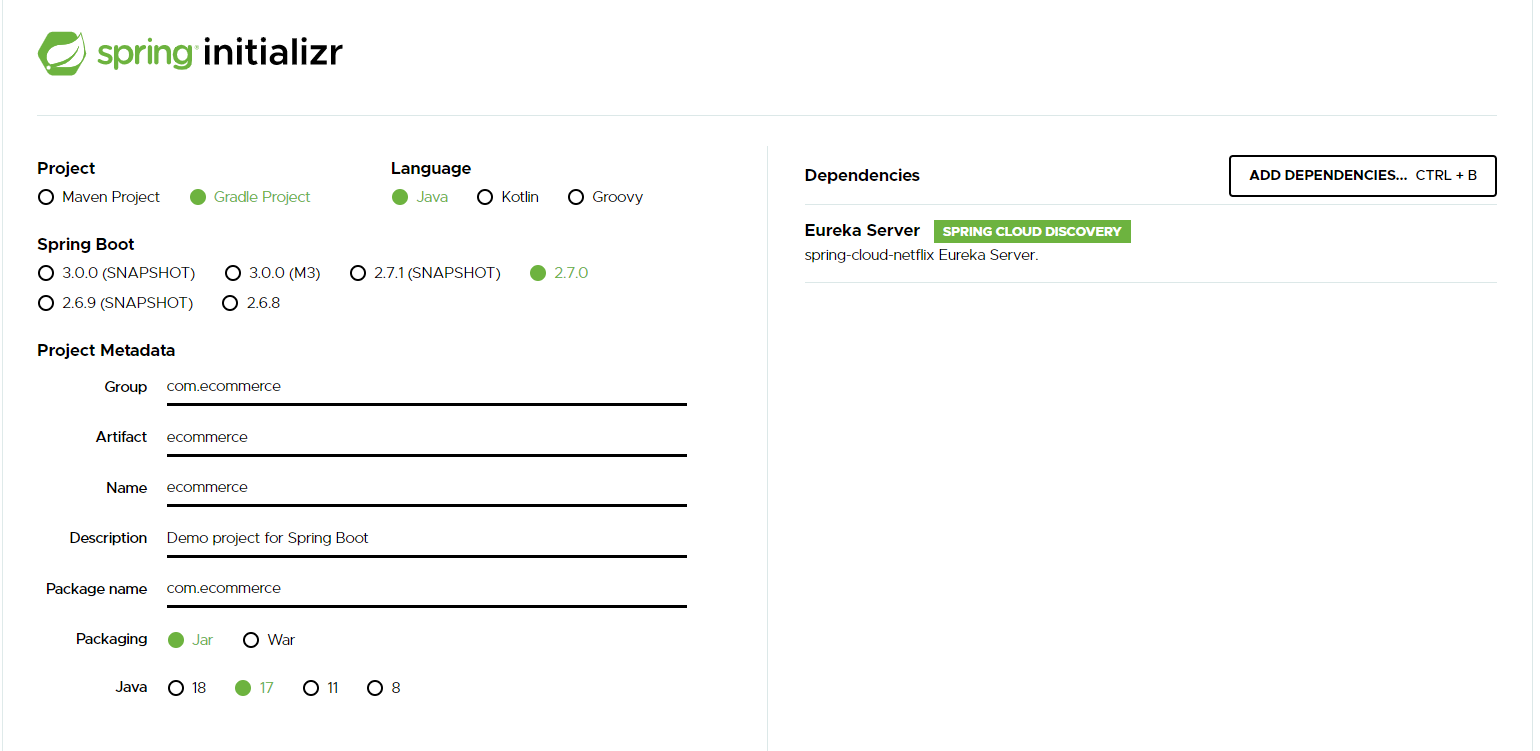 spring initializr
Project
Maven Project Gradle Project
Language
Java Kotlin Groovy
Spring Boot
3.0.0 (SNAPSHOT) 3.0.0 (M3) 2.7.1 (SNAPSHOT) 2.7.0
2.6.9 (SNAPSHOT) 2.6.8
Project Metadata
Group com.ecommerce
Artifact ecommerce
Name ecommerce
Description Demo project for Spring Boot
Package name com.ecommerce
Packaging Jar War
Java 18 17 11 8
Dependencies
ADD DEPENDENCIES... CTRL + B
Eureka Server SPRING CLOUD DISCOVERY
spring-cloud-netflix Eureka Server.